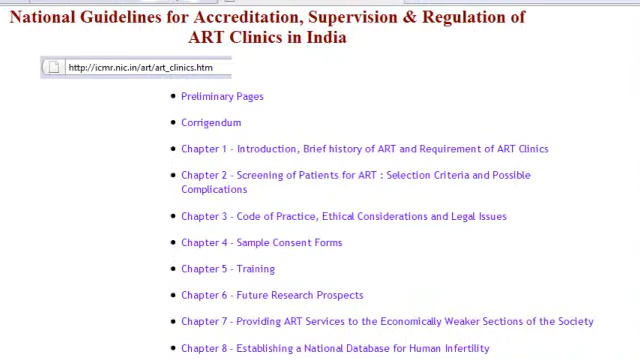 National Guidelines for Accreditation, Supervision & Regulation of
ART Clinics in India
http://icmr.nic.in/art/art_clinics.htm
Preliminary Pages
Corrigendum
Chapter 1 - Introduction, Brief history of ART and Requirement of ART Clinics
Chapter 2 - Screening of Patients for ART : Selection Criteria and Possible
Complications
Chapter 3 - Code of Practice, Ethical Considerations and Legal Issues
Chapter 4 - Sample Consent Forms
Chapter 5 - Training
Chapter 6 - Future Research Prospects
Chapter 7 - Providing ART Services to the Economically Weaker Sections of the Society
Chapter 8 - Establishing a National Database for Human Infertility